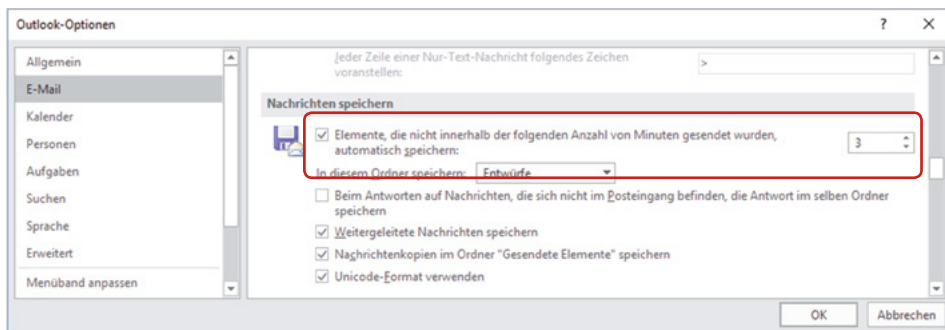 Outlook-Optionen
?
Allgemein
E-Mail
Kalender
Personen
Aufgaben
Suchen
Sprache
Erweitert
Menüband anpassen
Jeder Zeile einer Nur-Text-Nachricht folgendes Zeichen
voranstellen:
>
Nachrichten speichern
Elemente, die nicht innerhalb der folgenden Anzahl von Minuten gesendet wurden,
automatisch speichern:
3
In diesem Ordner speichern: Entwürfe
Beim Antworten auf Nachrichten, die sich nicht im Posteingang befinden, die Antwort im selben Ordner
speichern
Weitergeleitete Nachrichten speichern
Nachrichtenkopien im Ordner "Gesendete Elemente" speichern
Unicode-Format verwenden
OK
Abbrechen